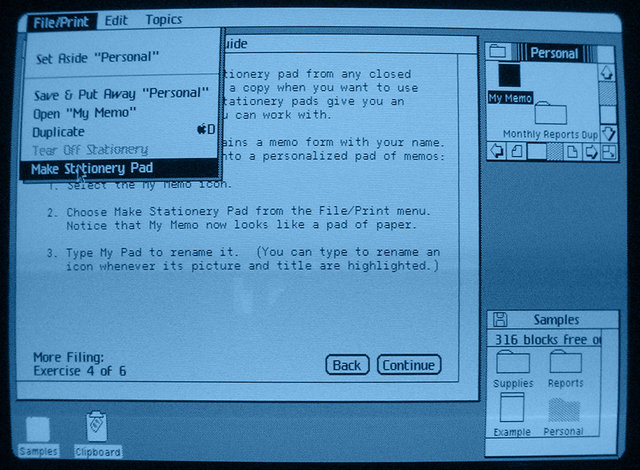 File/Print Edit Topics
Set Aside "Personal"
Save & Put Away "Personal"
Open "My Memo"
Duplicate D
Tear Off Stationery
Make Stationery Pad
uide
tionery pad from any closed
a copy when you want to use
tationery pads give you an
u can work with.
ains a memo form with your name.
nto a personalized pad of memos:
1. Select the My Memo icon.
2. Choose Make Stationery Pad from the File/Print menu.
Notice that My Memo now looks like a pad of paper.
3. Type My Pad to rename it. (You can type to rename an
icon whenever its picture and title are highlighted.)
More Filing:
Exercise 4 of 6
Back Continue
Personal
My Memo
Monthly Reports Dup
Samples
316 blocks free o
Supplies Reports
Example Personal
Samples Clipboard